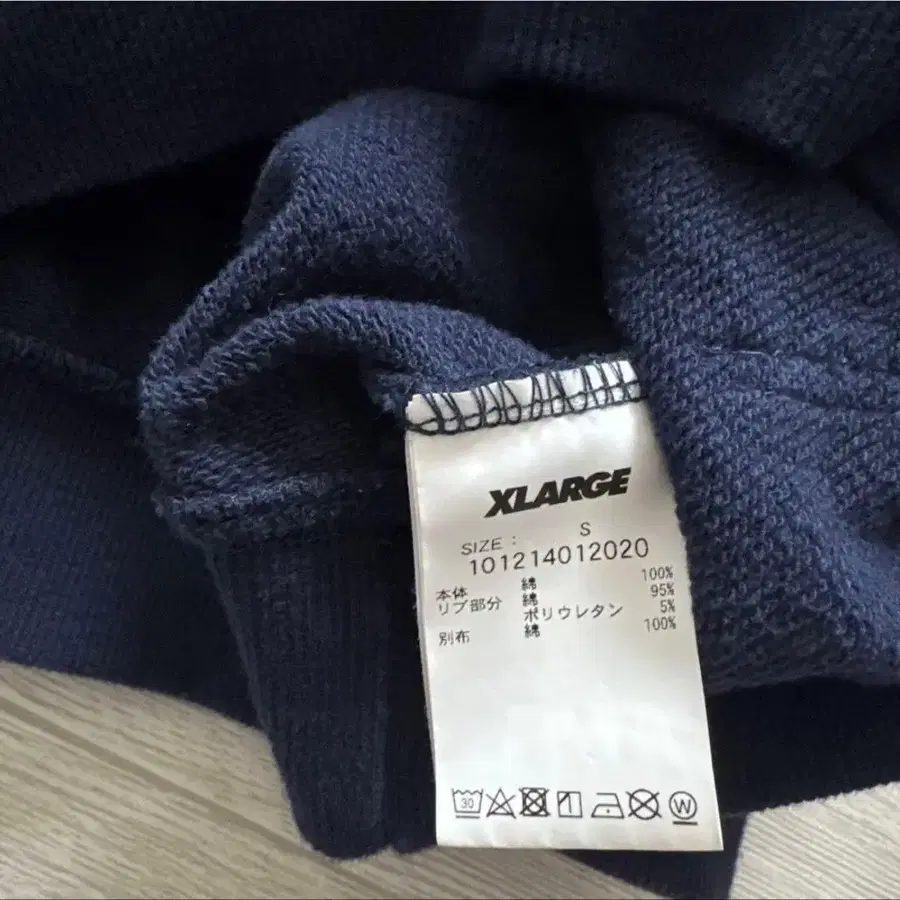 XLARGE
SIZE : S
101214012020
本体 綿 100%
リブ部分 綿 95%
ポリウレタン 5%
別布 綿 100%
30 W